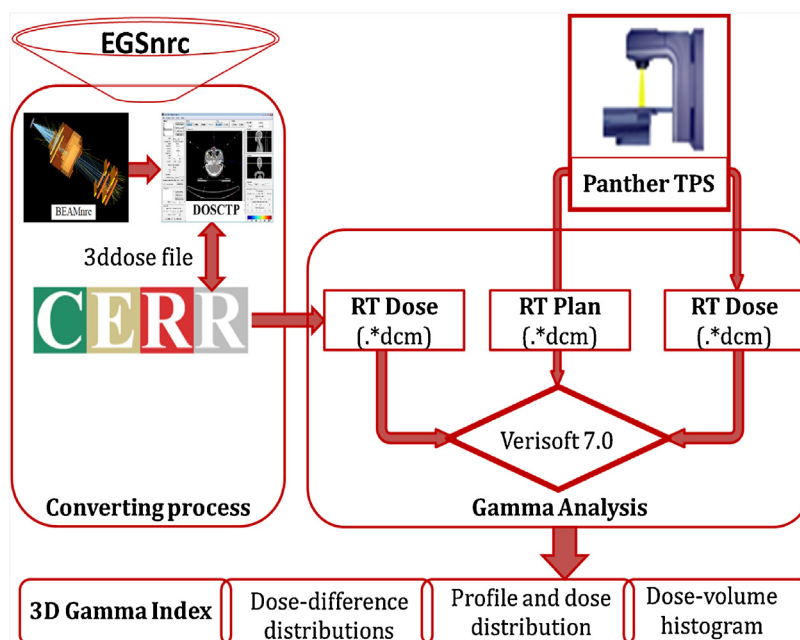 EGSnrc
BEAMnrc
DOSCTP
3ddose file
CERR
Converting process
Panther TPS
RT Dose
(.*dcm)
RT Plan
(.*dcm)
RT Dose
(.*dcm)
Verisoft 7.0
Gamma Analysis
3D Gamma Index
Dose-difference
distributions
Profile and dose
distribution
Dose-volume
histogram